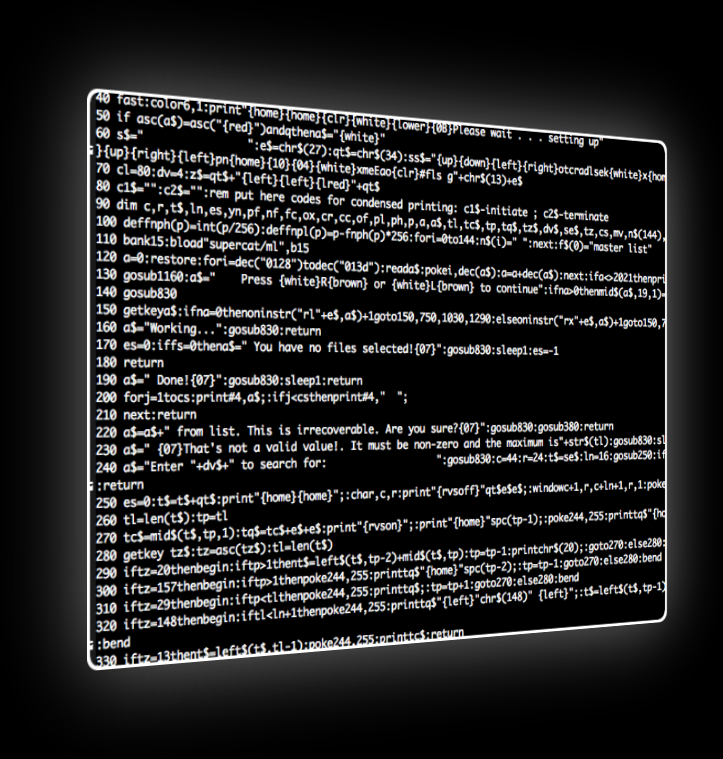 40 fast:color6,1:print"{home}{home}{clr}{white}{lower}{08}Please wait . . . setting up"
50 if asc(a$)=asc("{red}")andqthena$="{white}"
60 s$="                ":e$=chr$(27):qt$=chr$(34):ss$="{up}{down}{left}{right}otcradlsek{white}x{hom
}{up}{right}{left}pn{home}{10}{04}{white}xmeEao{clr}#fls g"+chr$(13)+e$
70 cl=80:dv=4:z$=qt$+"{left}{left}{lred}"+qt$
80 c1$="":c2$="":rem put here codes for condensed printing: c1$-initiate ; c2$-terminate
90 dim c,r,t$,ln,es,yn,pf,nf,fc,ox,cr,cc,of,pl,ph,p,a,a$,tl,tc$,tp,tq$,tz$,dv$,se$,tz,cs,mv,n$(144),
100 deffnph(p)=int(p/256):deffnpl(p)=p-fnph(p)*256:fori=0to144:n$(i)=" ":next:f$(0)="master list"
110 bank15:bload"supercat/ml",b15
120 a=0:restore:fori=dec("0128")todec("013d"):reada$:pokei,dec(a$):a=a+dec(a$):next:ifa<>2021thenpri
130 gosub1160:a$="    Press {white}R{brown} or {white}L{brown} to continue":ifna>0thenmid$(a$,19,1)=
140 gosub830
150 getkeya$:ifna=0thenoninstr("rl"+e$,a$)+1goto150,750,1030,1290:elseoninstr("rx"+e$,a$)+1goto150,7
160 a$="Working...":gosub830:return
170 es=0:iffs=0thena$=" You have no files selected!{07}":gosub830:sleep1:es=-1
180 return
190 a$=" Done!{07}":gosub830:sleep1:return
200 forj=1tocs:print#4,a$;:ifj<csthenprint#4,"  ";
210 next:return
220 a$=a$+" from list. This is irrecoverable. Are you sure?{07}":gosub830:gosub380:return
230 a$=" {07}That's not a valid value!. It must be non-zero and the maximum is"+str$(tl):gosub830:sl
240 a$="Enter "+dv$+" to search for:                ":gosub830:c=44:r=24:t$=se$:ln=16:gosub250:if
:return
250 es=0:t$=t$+qt$:print"{home}{home}";:char,c,r:print"{rvsoff}"qt$e$e$;:windowc+1,r,c+ln+1,r,1:poke
260 tl=len(t$):tp=tl
270 tc$=mid$(t$,tp,1):tq$=tc$+e$+e$:print"{rvson}";:print"{home}"spc(tp-1);:poke244,255:printtq$"{ho
280 getkey tz$:tz=asc(tz$):tl=len(t$)
290 iftz=20thenbegin:iftp>1thent$=left$(t$,tp-2)+mid$(t$,tp):tp=tp-1:printchr$(20);:goto270:else280:
300 iftz=157thenbegin:iftp>1thenpoke244,255:printtq$"{home}"spc(tp-2);:tp=tp-1:goto270:else280:bend
310 iftz=29thenbegin:iftp<tlthenpoke244,255:printtq$;:tp=tp+1:goto270:else280:bend
320 iftz=148thenbegin:iftl<ln+1thenpoke244,255:printtq$"{left}"chr$(148)" {left}";:t$=left$(t$,tp-1)
:bend
330 iftz=13thent$=left$(t$,tl-1):poke244,255:printtc$:return